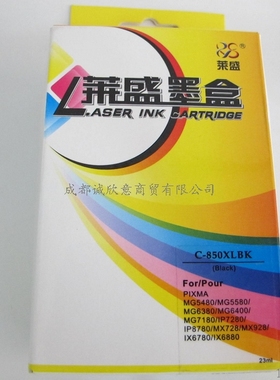 莱盛
莱盛墨盒
LASER INK CARTRIDGE
成都诚欣意商贸有限公司
C-850XLBK
(Black)
For/Pour
PIXMA
MG5480/MG5580/
MG6380/MG6400/
MG7180/IP7280/
IP8780/MX728/MX928/
IX6780/IX6880
23ml